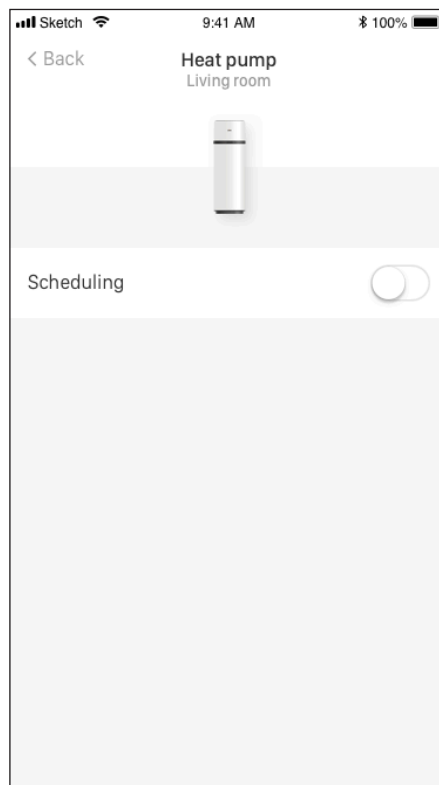 Sketch 9:41 AM 100%
< Back
Heat pump
Living room
Scheduling